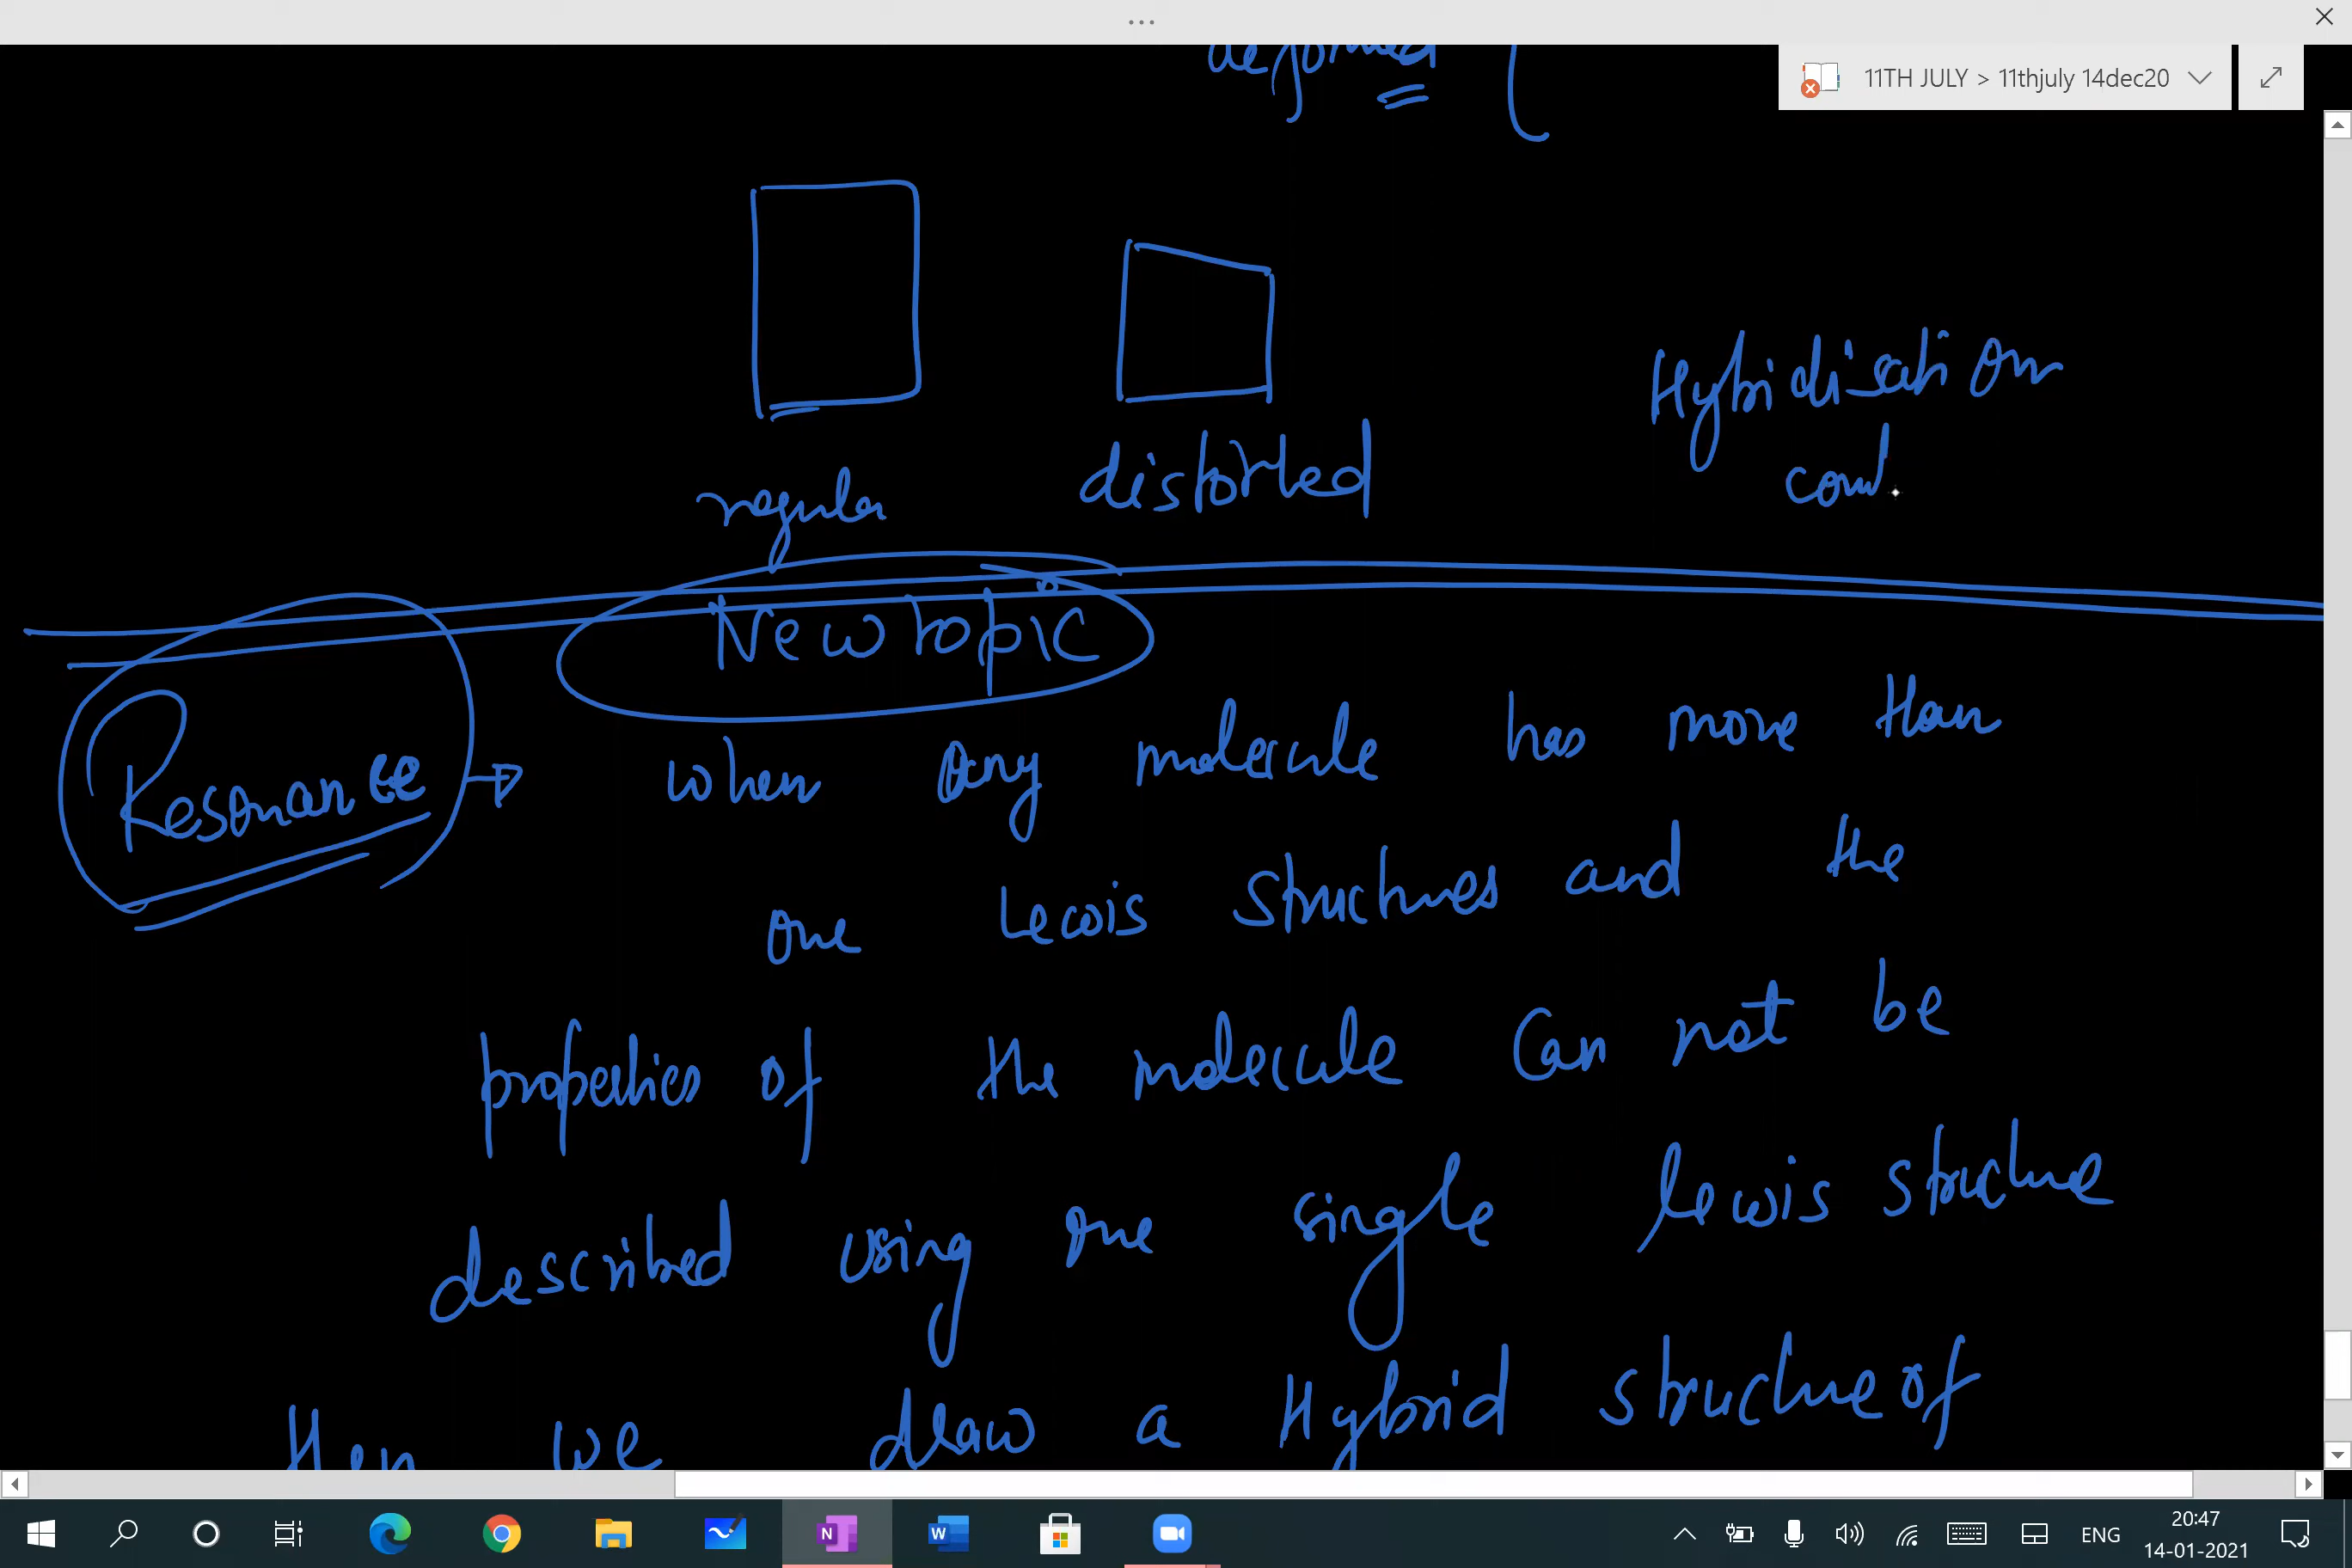 ...
11TH JULY > 11thjuly 14dec20
Hybridisation
cont
regular
distorted
New topic
Resonance → when any molecule has more than
one Lewis structures and the
properties of the molecule can not be
described using one single lewis structure
then we draw a Hybrid structure of
ENG
20:47
14-01-2021